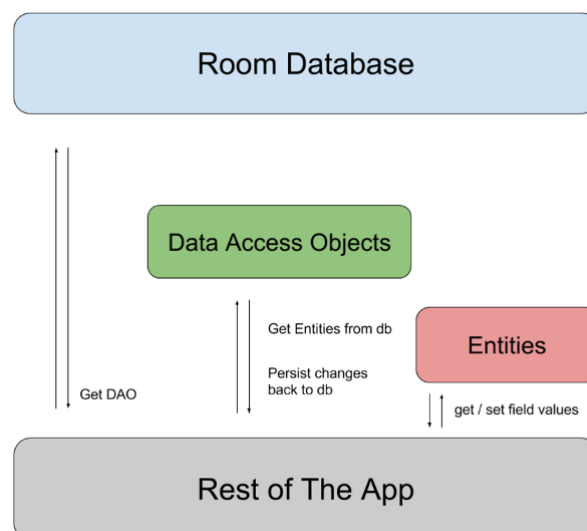 Room Database
Data Access Objects
Get Entities from db
Persist changes
back to db
Entities
Get DAO
get / set field values
Rest of The App